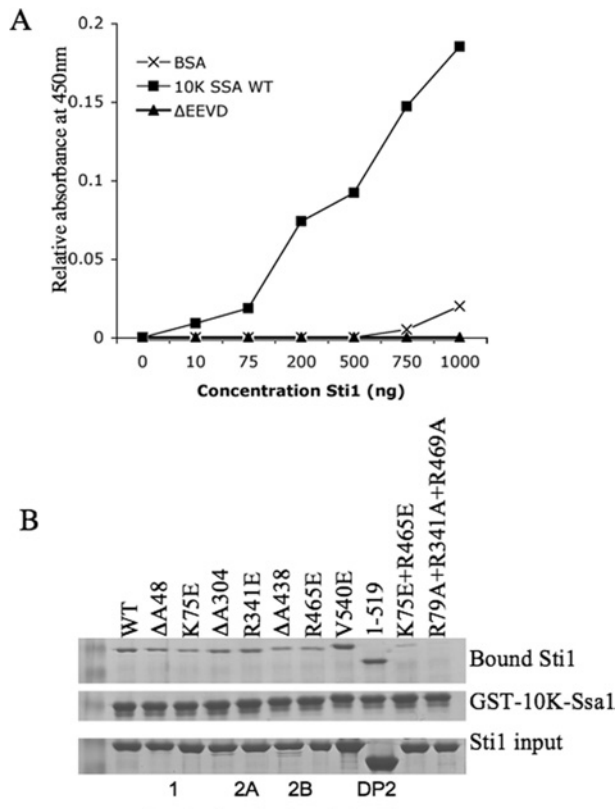 A
0.2
0.15
0.1
0.05
0
BSA
10K SSA WT
ΔEEVD
Relative absorbance at 450nm
0 10 75 200 500 750 1000
Concentration Sti1 (ng)
B
WT
ΔA48
K75E
ΔA304
R341E
ΔA438
R465E
V540E
1-519
K75E+R465E
R79A+R341A+R469A
Bound Sti1
GST-10K-Ssa1
Sti1 input
1 2A 2B DP2